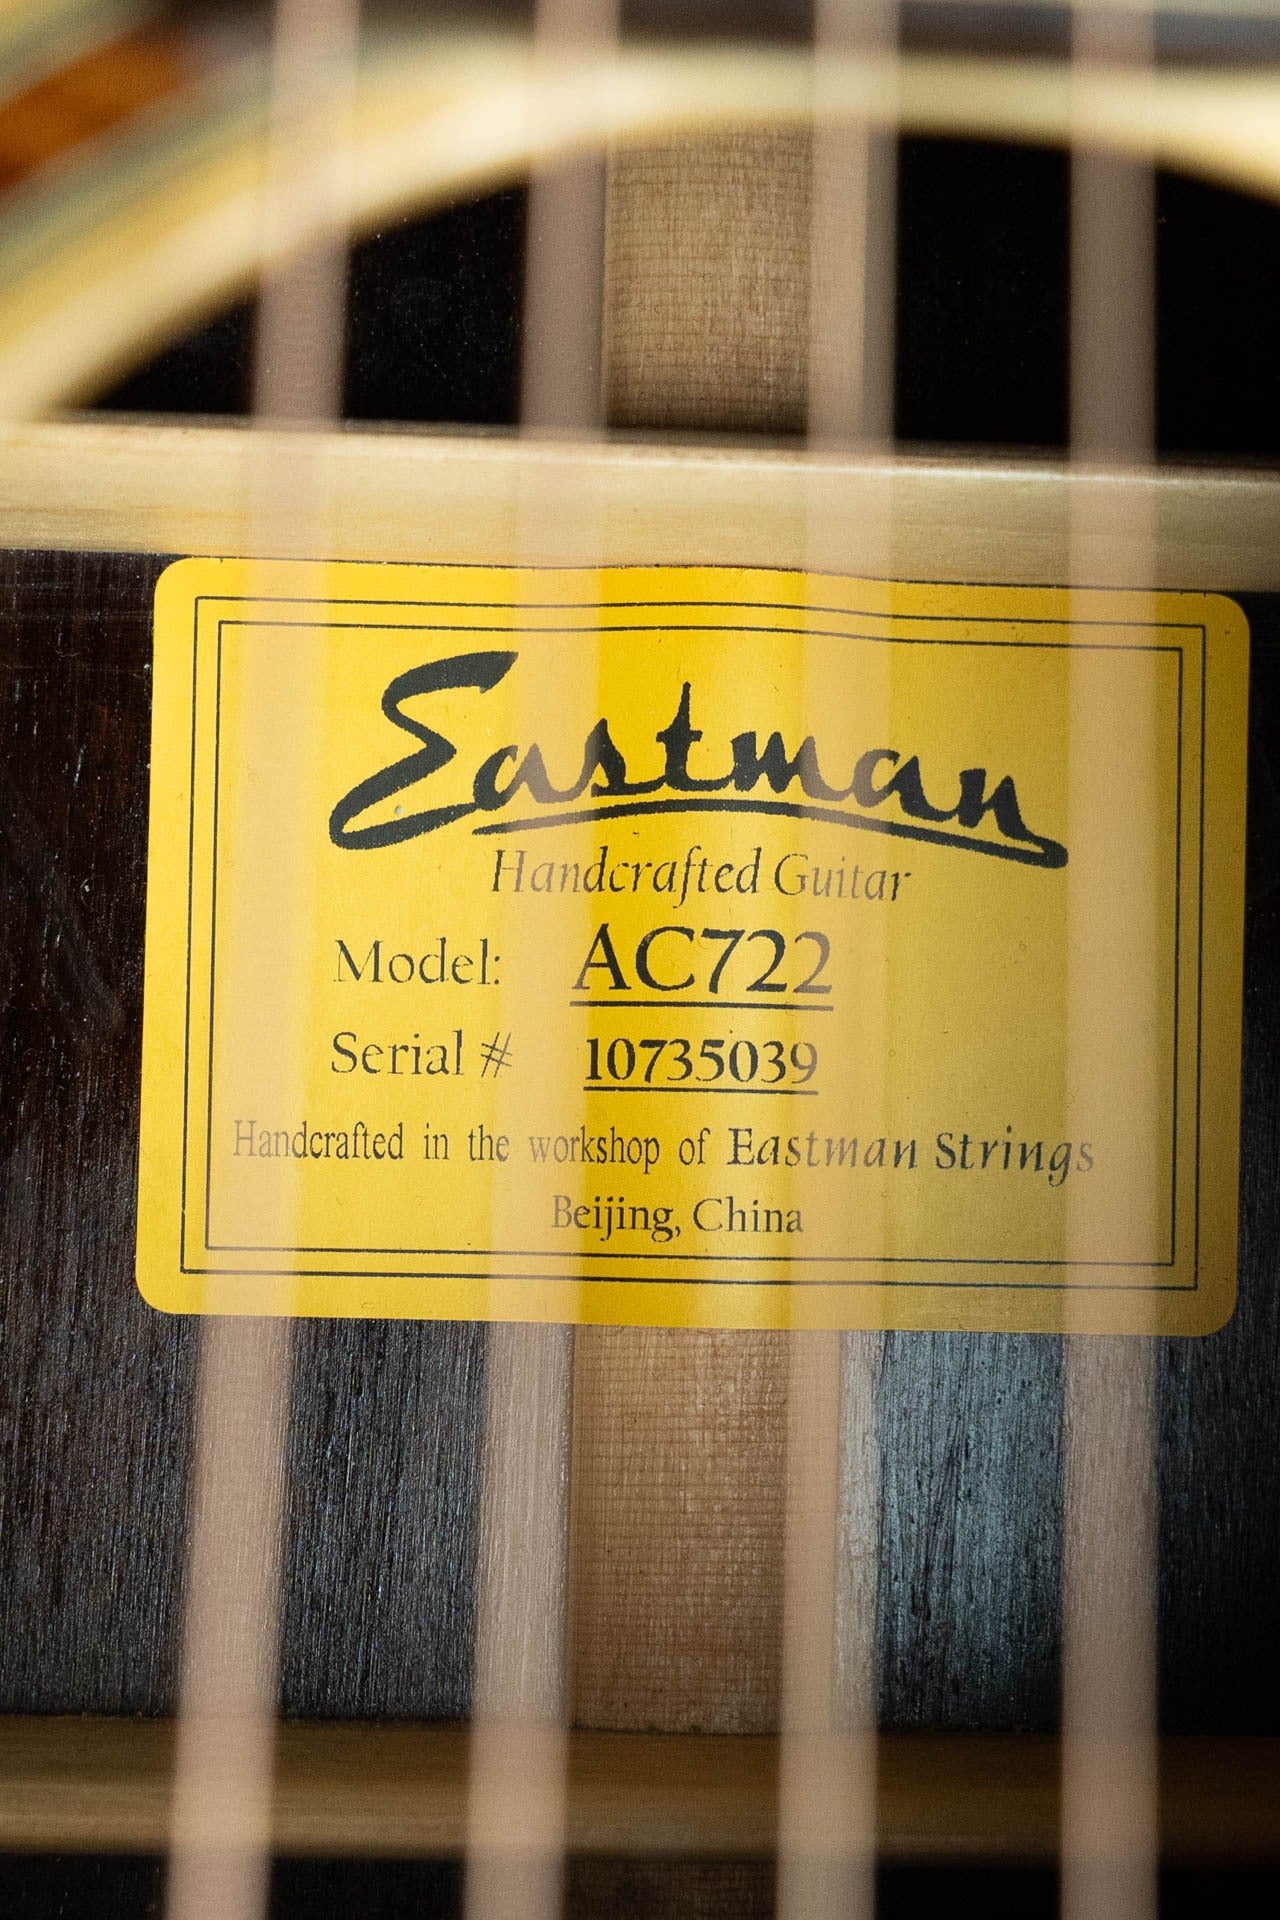 Eastman
Handcrafted Guitar
Model: AC722
Serial # 10735039
Handcrafted in the workshop of Eastman Strings
Beijing, China